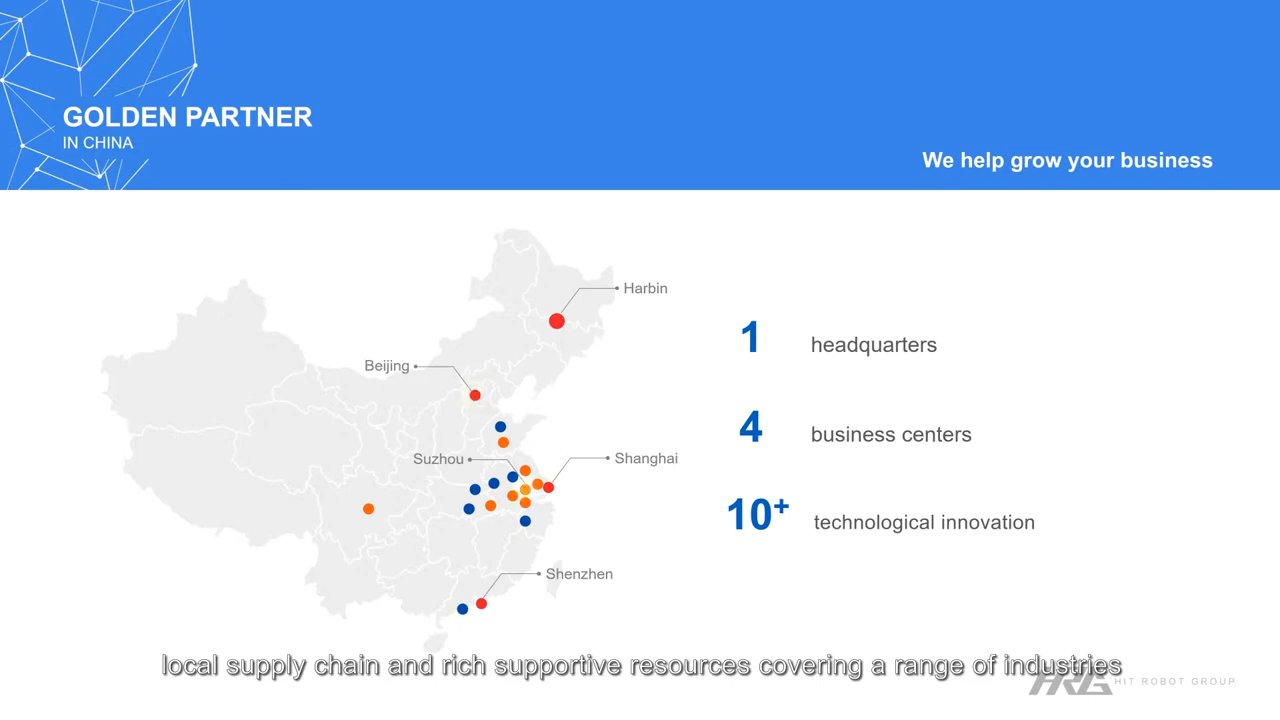 GOLDEN PARTNER
IN CHINA
We help grow your business
Harbin
Beijing
Suzhou
Shanghai
Shenzhen
1 headquarters
4 business centers
10+ technological innovation
local supply chain and rich supportive resources covering a range of industries
HRG HIT ROBOT GROUP